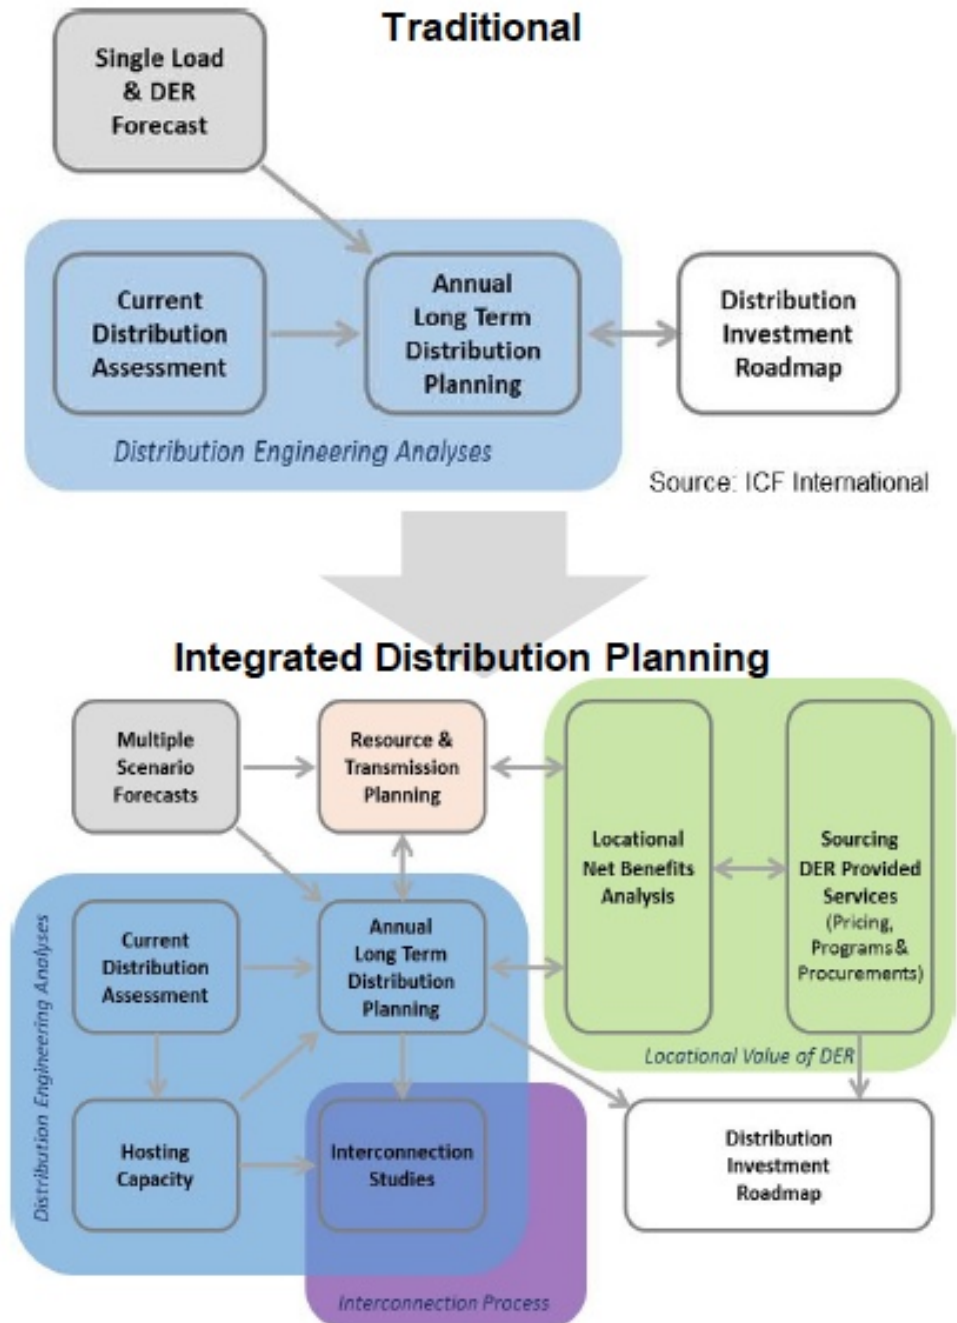 Traditional
Single Load
& DER
Forecast
Current
Distribution
Assessment
Annual
Long Term
Distribution
Planning
Distribution
Investment
Roadmap
Distribution Engineering Analyses
Source: ICF International
Integrated Distribution Planning
Multiple
Scenario
Forecasts
Resource &
Transmission
Planning
Locational
Net Benefits
Analysis
Sourcing
DER Provided
Services
(Pricing,
Programs &
Procurements)
Locational Value of DER
Distribution Engineering Analyses
Current
Distribution
Assessment
Annual
Long Term
Distribution
Planning
Hosting
Capacity
Interconnection
Studies
Distribution
Investment
Roadmap
Interconnection Process